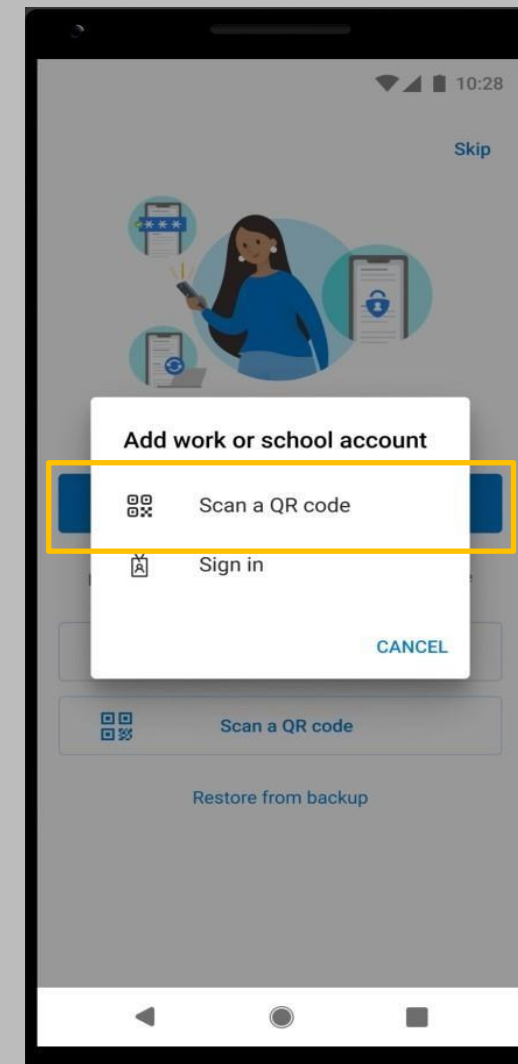 10:28
Skip
****
Add work or school account
Scan a QR code
Sign in
CANCEL
Scan a QR code
Restore from backup